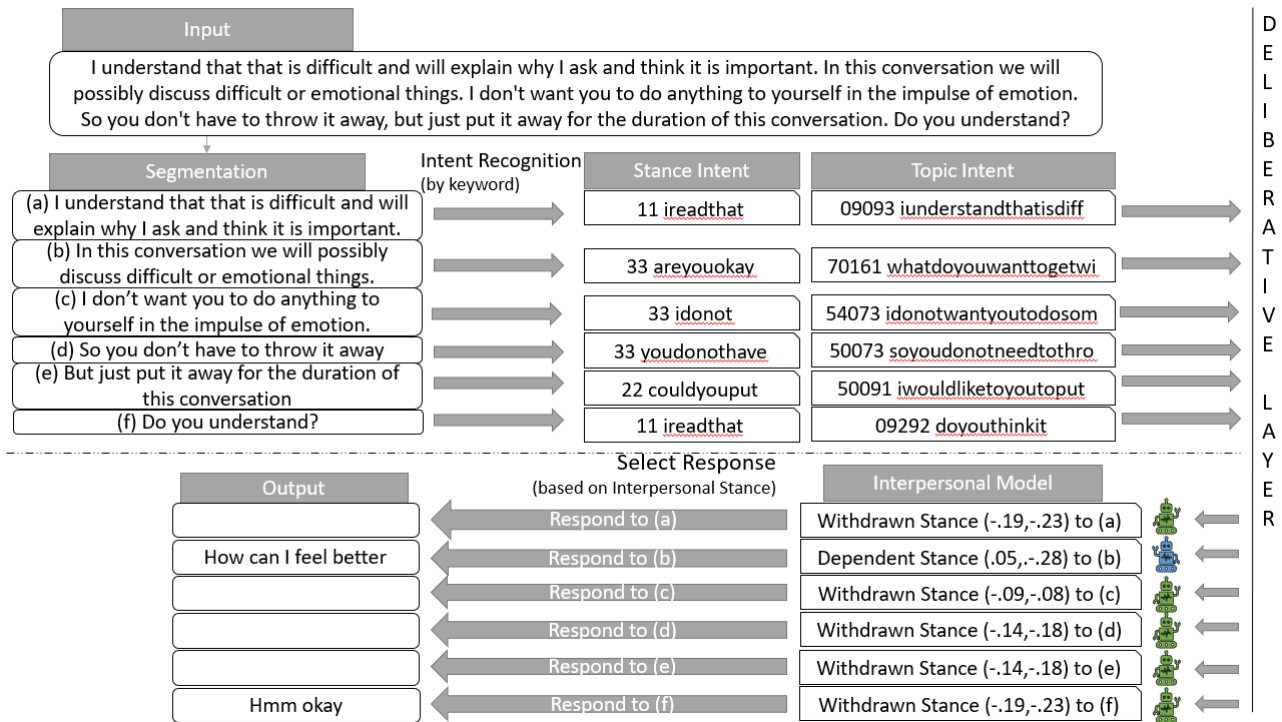 Input
I understand that that is difficult and will explain why I ask and think it is important. In this conversation we will
possibly discuss difficult or emotional things. I don't want you to do anything to yourself in the impulse of emotion.
So you don't have to throw it away, but just put it away for the duration of this conversation. Do you understand?
Segmentation
Intent Recognition
(by keyword)
Stance Intent
Topic Intent
(a) I understand that that is difficult and will
explain why I ask and think it is important.
11 ireadthat
09093 iunderstandthatisdiff
(b) In this conversation we will possibly
discuss difficult or emotional things.
33 areyouokay
70161 whatdoyouwanttogetwi
(c) I don’t want you to do anything to
yourself in the impulse of emotion.
33 idonot
54073 idonotwantyoutodosom
(d) So you don’t have to throw it away
33 youdonothave
50073 soyoudonotneedtothro
(e) But just put it away for the duration of
this conversation
22 couldyouput
50091 iwouldliketoyoutoput
(f) Do you understand?
11 ireadthat
09292 doyouthinkit
Select Response
(based on Interpersonal Stance)
Output
Interpersonal Model
Respond to (a)
Withdrawn Stance (-.19,-.23) to (a)
How can I feel better
Respond to (b)
Dependent Stance (.05,.-.28) to (b)
Respond to (c)
Withdrawn Stance (-.09,-.08) to (c)
Respond to (d)
Withdrawn Stance (-.14,-.18) to (d)
Respond to (e)
Withdrawn Stance (-.14,-.18) to (e)
Hmm okay
Respond to (f)
Withdrawn Stance (-.19,-.23) to (f)
DELIBERATIVE LAYER